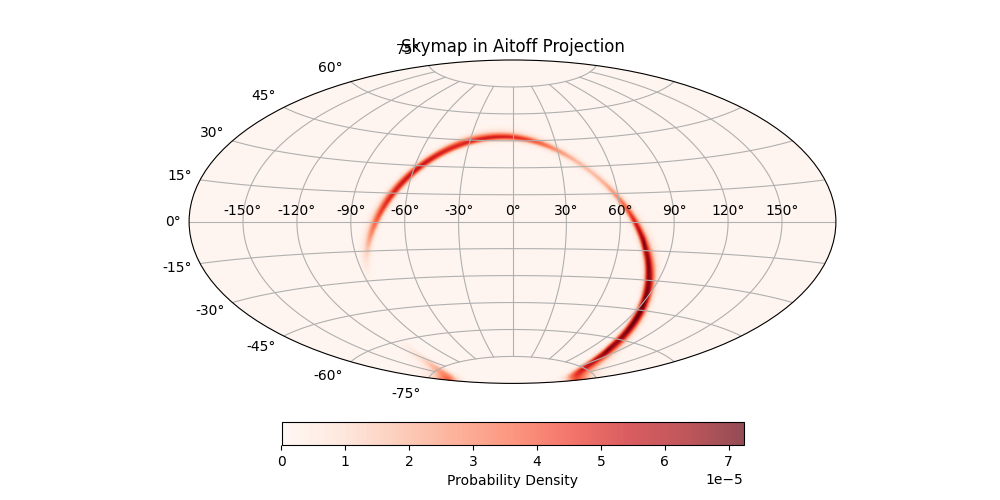 Skymap in Aitoff Projection
75°
60°
45°
30°
15°
-150° -120° -90° -60° -30° 0° 30° 60° 90° 120° 150°
0°
-15°
-30°
-45°
-60°
-75°
0 1 2 3 4 5 6 7
1e−5
Probability Density